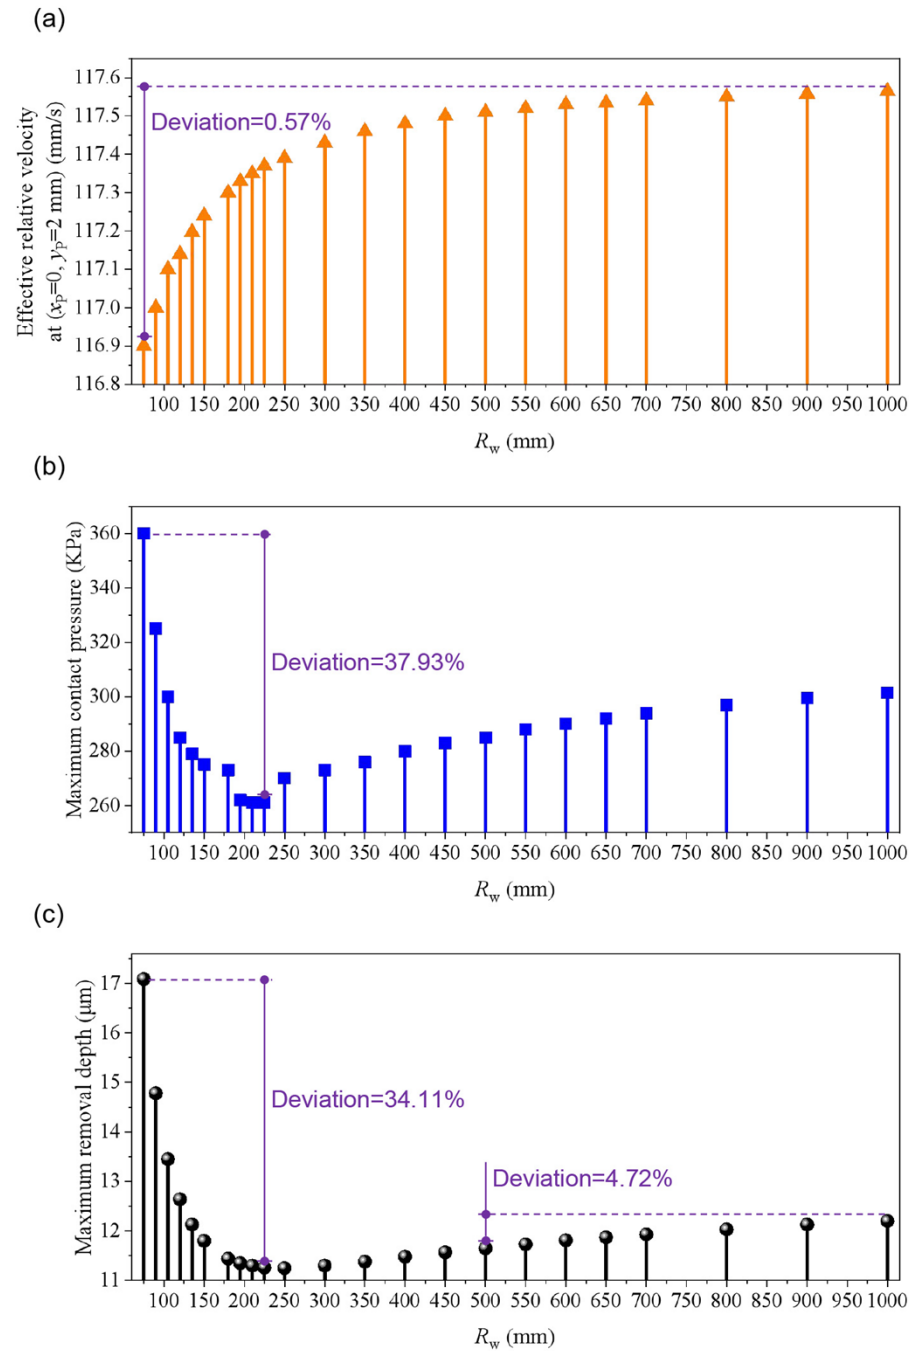 (a)
Effective relative velocity
at (xₚ=0, yₚ=2 mm) (mm/s)
117.6
117.5
117.4
117.3
117.2
117.1
117.0
116.9
116.8
Deviation=0.57%
100 150 200 250 300 350 400 450 500 550 600 650 700 750 800 850 900 950 1000
R_w (mm)
(b)
Maximum contact pressure (KPa)
360
340
320
300
280
260
Deviation=37.93%
100 150 200 250 300 350 400 450 500 550 600 650 700 750 800 850 900 950 1000
R_w (mm)
(c)
Maximum removal depth (μm)
17
16
15
14
13
12
11
Deviation=34.11%
Deviation=4.72%
100 150 200 250 300 350 400 450 500 550 600 650 700 750 800 850 900 950 1000
R_w (mm)